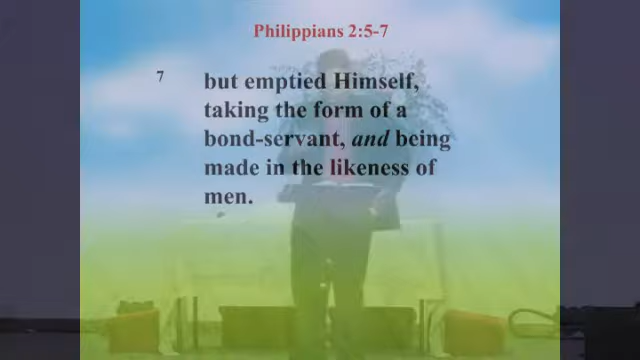 Philippians 2:5-7
7 but emptied Himself,
taking the form of a
bond-servant, and being
made in the likeness of
men.